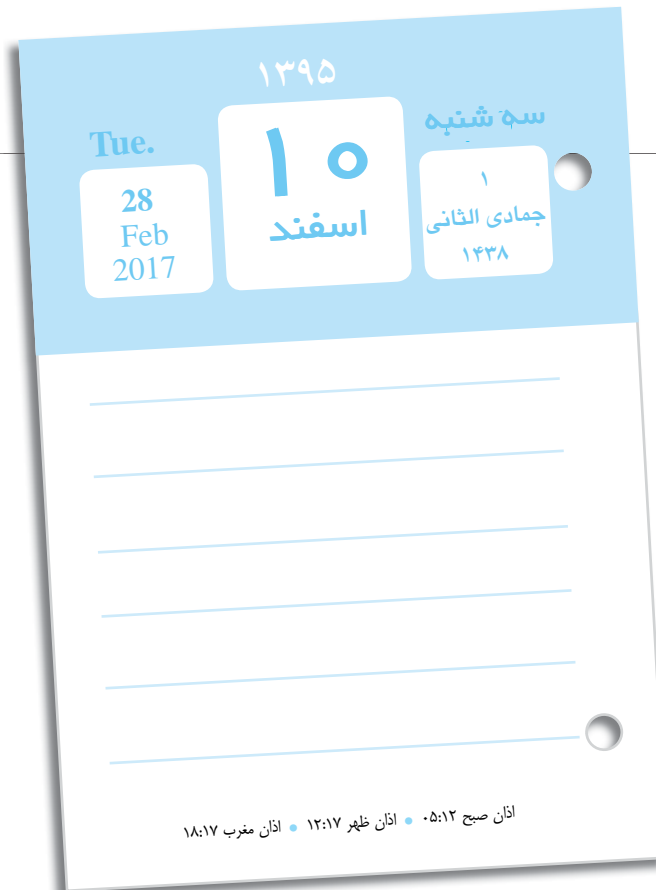 ۱۳۹۵
سه شنبه
۱
جمادی الثانی
۱۴۳۸
۱۰
اسفند
Tue.
28
Feb
2017
اذان صبح ۰۵:۱۲ • اذان ظهر ۱۲:۱۷ • اذان مغرب ۱۸:۱۷